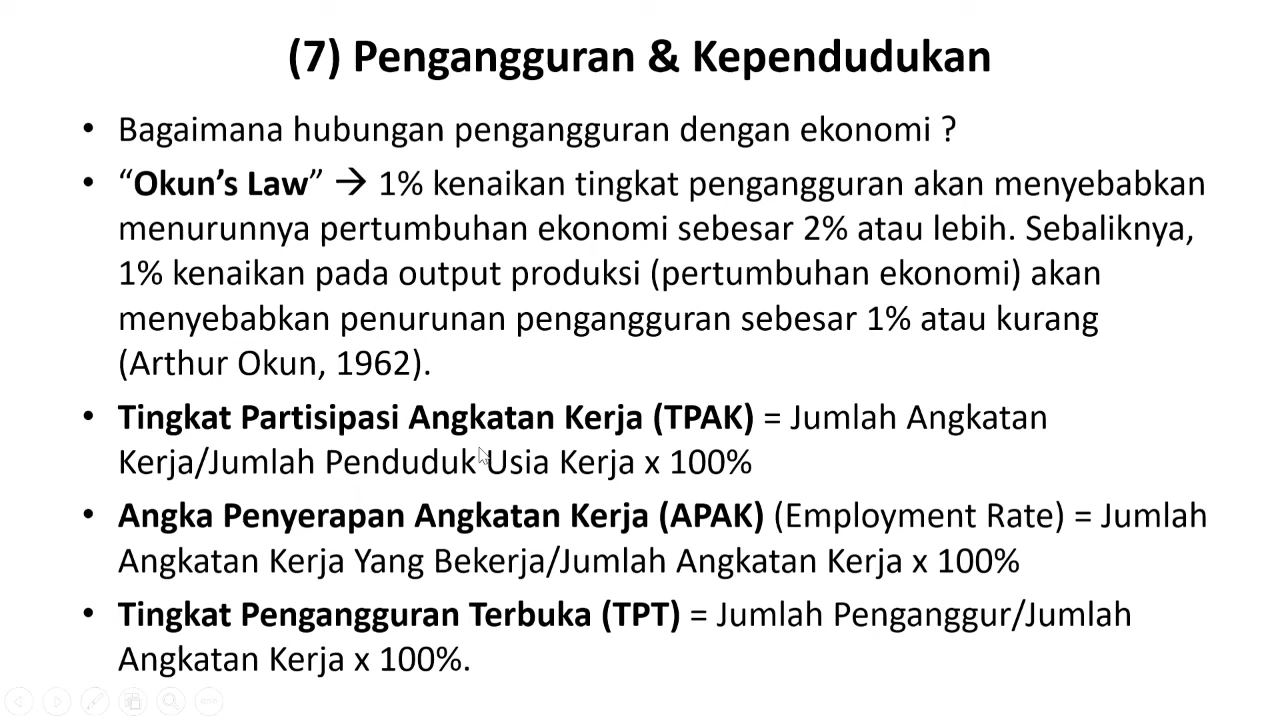 (7) Pengangguran & Kependudukan
• Bagaimana hubungan pengangguran dengan ekonomi ?
• “Okun’s Law” → 1% kenaikan tingkat pengangguran akan menyebabkan
menurunnya pertumbuhan ekonomi sebesar 2% atau lebih. Sebaliknya,
1% kenaikan pada output produksi (pertumbuhan ekonomi) akan
menyebabkan penurunan pengangguran sebesar 1% atau kurang
(Arthur Okun, 1962).
• Tingkat Partisipasi Angkatan Kerja (TPAK) = Jumlah Angkatan
Kerja/Jumlah Penduduk Usia Kerja x 100%
• Angka Penyerapan Angkatan Kerja (APAK) (Employment Rate) = Jumlah
Angkatan Kerja Yang Bekerja/Jumlah Angkatan Kerja x 100%
• Tingkat Pengangguran Terbuka (TPT) = Jumlah Penganggur/Jumlah
Angkatan Kerja x 100%.